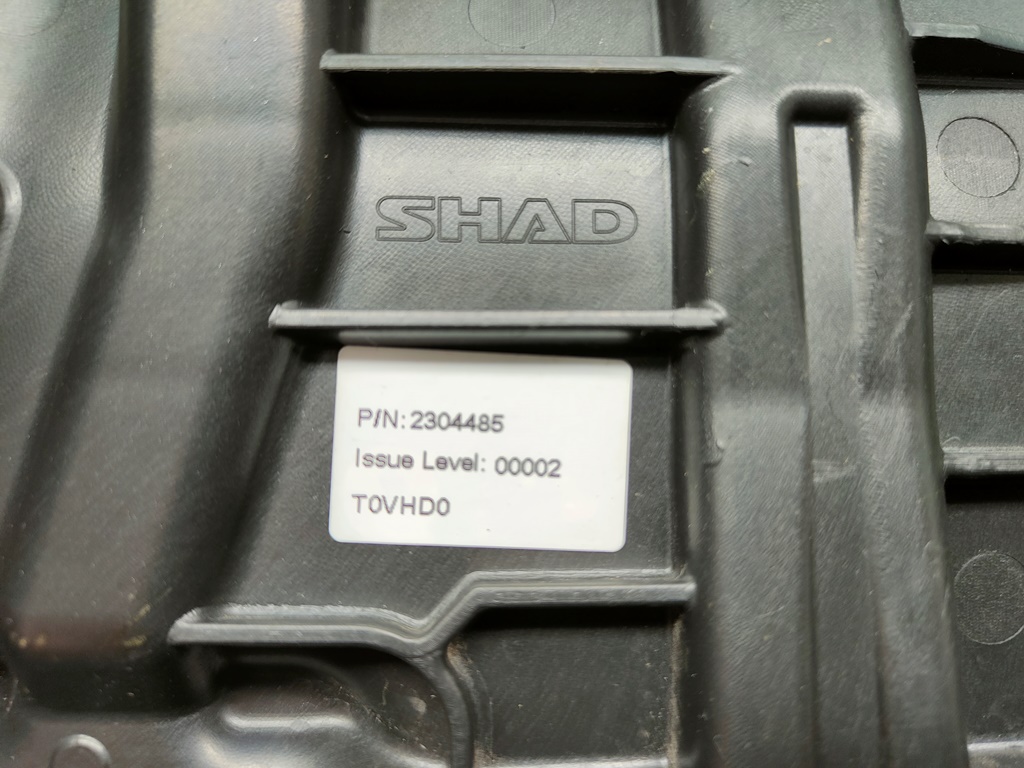 SHAD
P/N: 2304485
Issue Level: 00002
T0VHD0